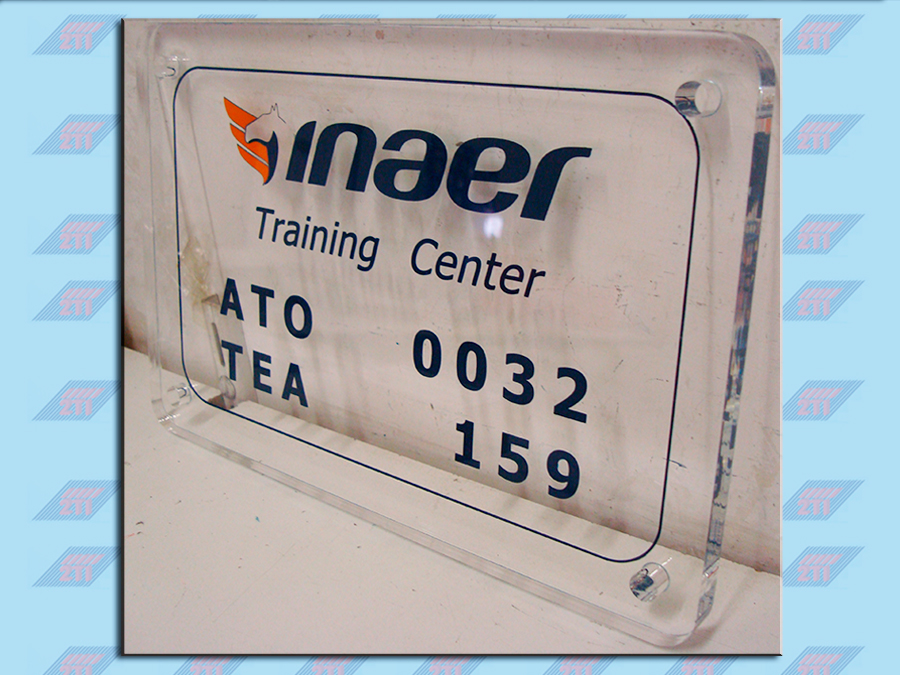 inaer
Training Center
ATO 0032
TEA 159